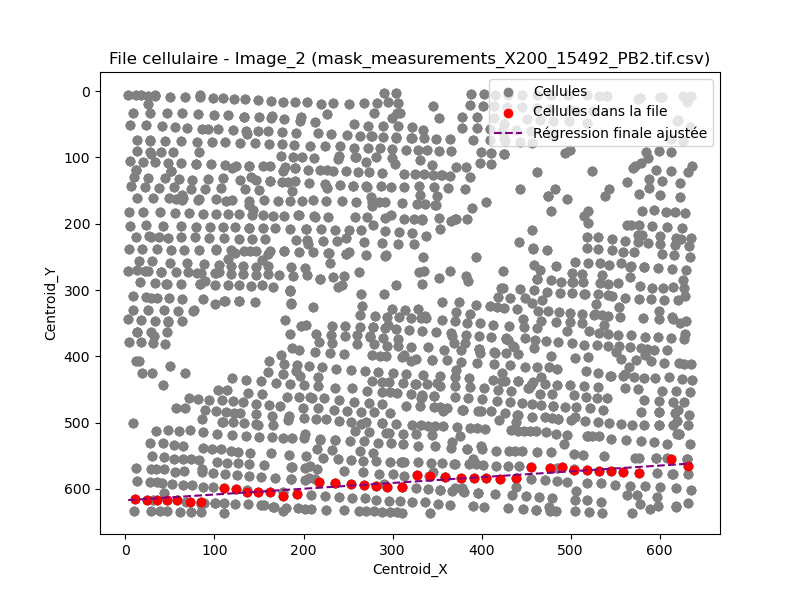 File cellulaire - Image_2 (mask_measurements_X200_15492_PB2.tif.csv)
Cellules
Cellules dans la file
Régression finale ajustée
0
100
200
300
400
500
600
Centroid_Y
0 100 200 300 400 500 600
Centroid_X